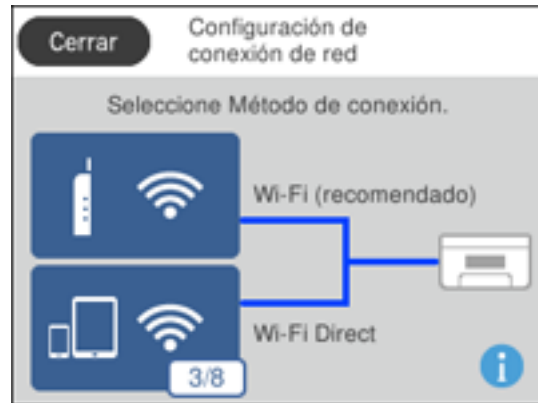 Cerrar
Configuración de
conexión de red
Seleccione Método de conexión.
Wi-Fi (recomendado)
Wi-Fi Direct
3/8
i